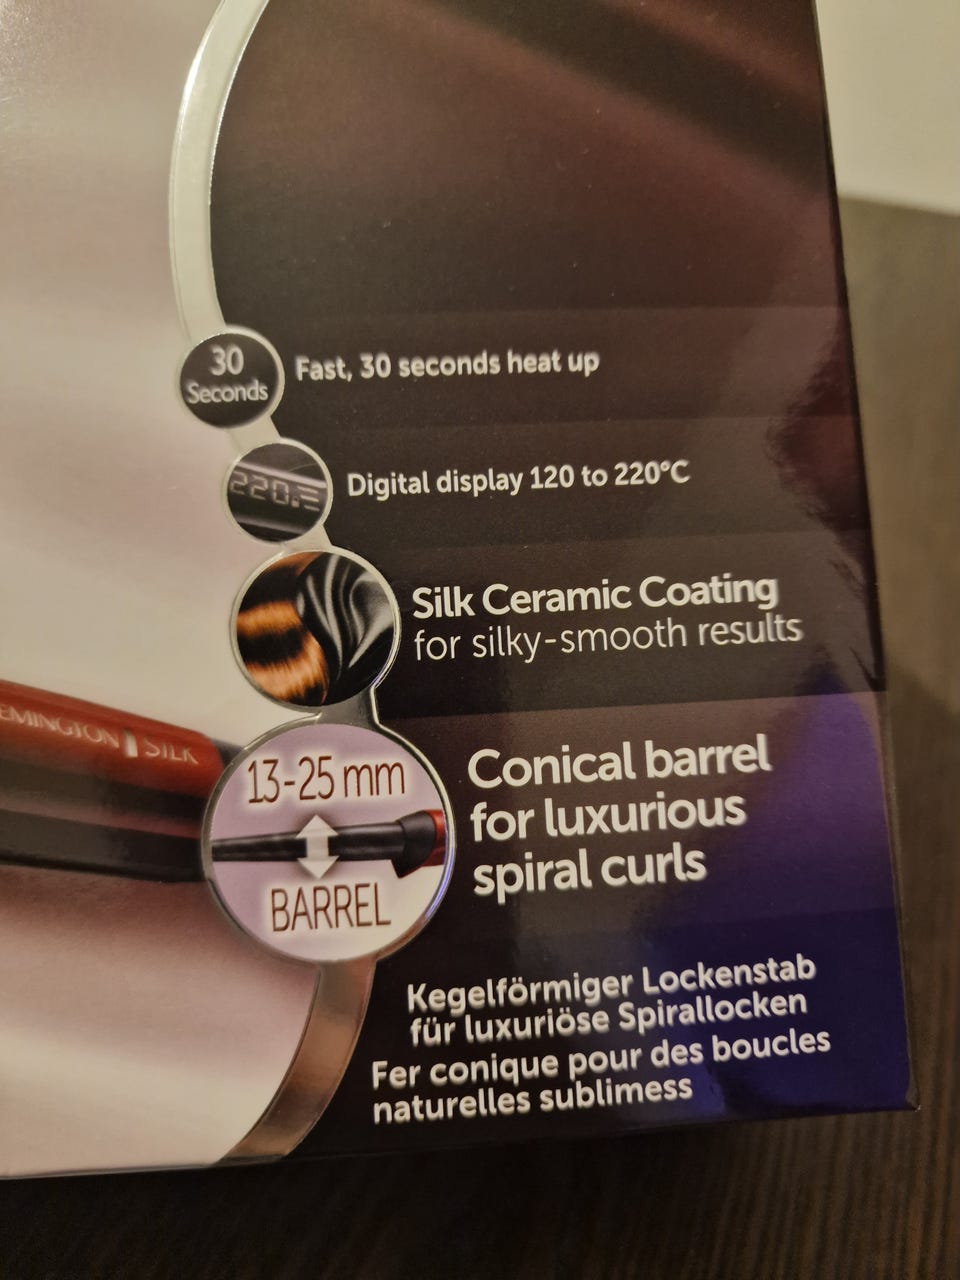 30
Seconds
Fast, 30 seconds heat up
220
Digital display 120 to 220°C
Silk Ceramic Coating
for silky-smooth results
EMINGTON SILK
13-25 mm
BARREL
Conical barrel
for luxurious
spiral curls
Kegelförmiger Lockenstab
für luxuriöse Spirallocken
Fer conique pour des boucles
naturelles sublimess